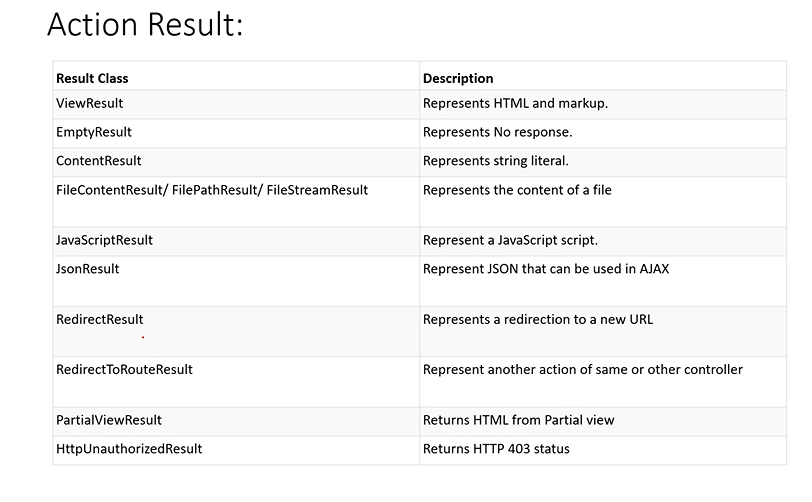 Action Result:
Result Class Description
ViewResult Represents HTML and markup.
EmptyResult Represents No response.
ContentResult Represents string literal.
FileContentResult/ FilePathResult/ FileStreamResult Represents the content of a file
JavaScriptResult Represent a JavaScript script.
JsonResult Represent JSON that can be used in AJAX
RedirectResult Represents a redirection to a new URL
RedirectToRouteResult Represent another action of same or other controller
PartialViewResult Returns HTML from Partial view
HttpUnauthorizedResult Returns HTTP 403 status